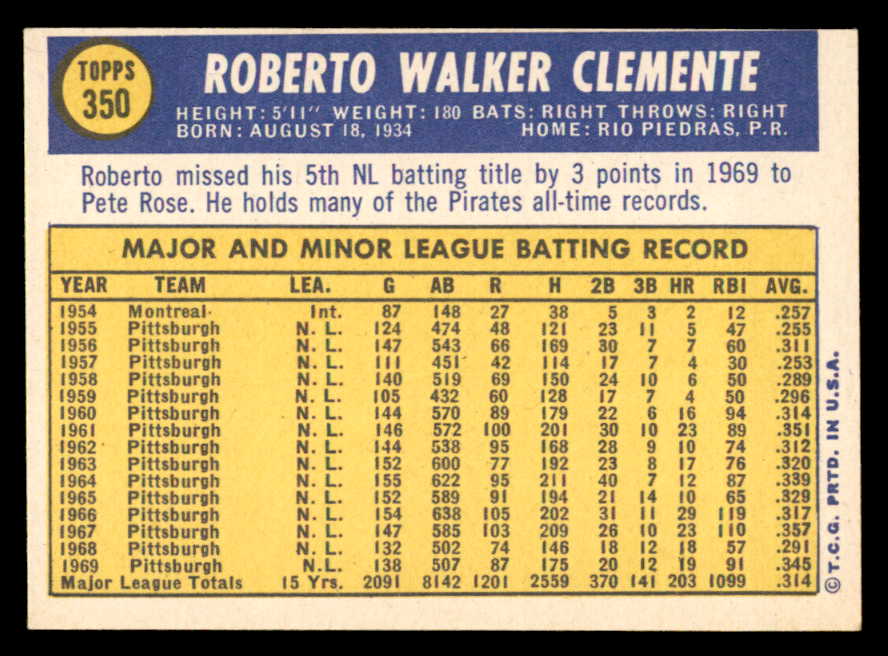 TOPPS
350
ROBERTO WALKER CLEMENTE
HEIGHT: 5'11" WEIGHT: 180 BATS: RIGHT THROWS: RIGHT
BORN: AUGUST 18, 1934 HOME: RIO PIEDRAS, P.R.
Roberto missed his 5th NL batting title by 3 points in 1969 to
Pete Rose. He holds many of the Pirates all-time records.
MAJOR AND MINOR LEAGUE BATTING RECORD
YEAR TEAM LEA. G AB R H 2B 3B HR RBI AVG.
1954 Montreal Int. 87 148 27 38 5 3 2 12 .257
1955 Pittsburgh N. L. 124 474 48 121 23 11 5 47 .255
1956 Pittsburgh N. L. 147 543 66 169 30 7 7 60 .311
1957 Pittsburgh N. L. 111 451 42 114 17 7 4 30 .253
1958 Pittsburgh N. L. 140 519 69 150 24 10 6 50 .289
1959 Pittsburgh N. L. 105 432 60 128 17 7 4 50 .296
1960 Pittsburgh N. L. 144 570 89 179 22 6 16 94 .314
1961 Pittsburgh N. L. 146 572 100 201 30 10 23 89 .351
1962 Pittsburgh N. L. 144 538 95 168 28 9 10 74 .312
1963 Pittsburgh N. L. 152 600 77 192 23 8 17 76 .320
1964 Pittsburgh N. L. 155 622 95 211 40 7 12 87 .339
1965 Pittsburgh N. L. 152 589 91 194 21 14 10 65 .329
1966 Pittsburgh N. L. 154 638 105 202 31 11 29 119 .317
1967 Pittsburgh N. L. 147 585 103 209 26 10 23 110 .357
1968 Pittsburgh N. L. 132 502 74 146 18 12 18 57 .291
1969 Pittsburgh N.L. 138 507 87 175 20 12 19 91 .345
Major League Totals 15 Yrs. 2091 8142 1201 2559 370 141 203 1099 .314
© T.C.G. PRTD. IN U.S.A.